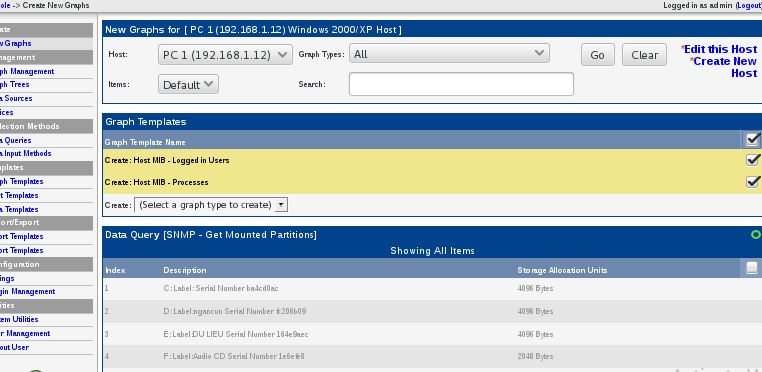 ole -> Create New Graphs
Logged in as admin (Logout)
ate
w Graphs
nagement
ph Management
ph Trees
a Sources
ices
lection Methods
a Queries
a Input Methods
mplates
ph Templates
t Templates
a Templates
ort/Export
ort Templates
ort Templates
nfiguration
ings
gin Management
ities
tem Utilities
r Management
out User
New Graphs for [ PC 1 (192.168.1.12) Windows 2000/XP Host ]
Host: PC 1 (192.168.1.12) Graph Types: All Go Clear
*Edit this Host
*Create New
Host
Items: Default Search:
Graph Templates
Graph Template Name
Create: Host MIB - Logged in Users
Create: Host MIB - Processes
Create: (Select a graph type to create)
Data Query [SNMP - Get Mounted Partitions]
Showing All Items
Index Description Storage Allocation Units
1 C:Label: Serial Number ba4cd0ac 4096 Bytes
2 D:Label:ngancun Serial Number fc206b09 4096 Bytes
3 E:Label:DU LIEU Serial Number 164e9aec 4096 Bytes
4 F:Label:Audio CD Serial Number 1e6efe8 2048 Bytes